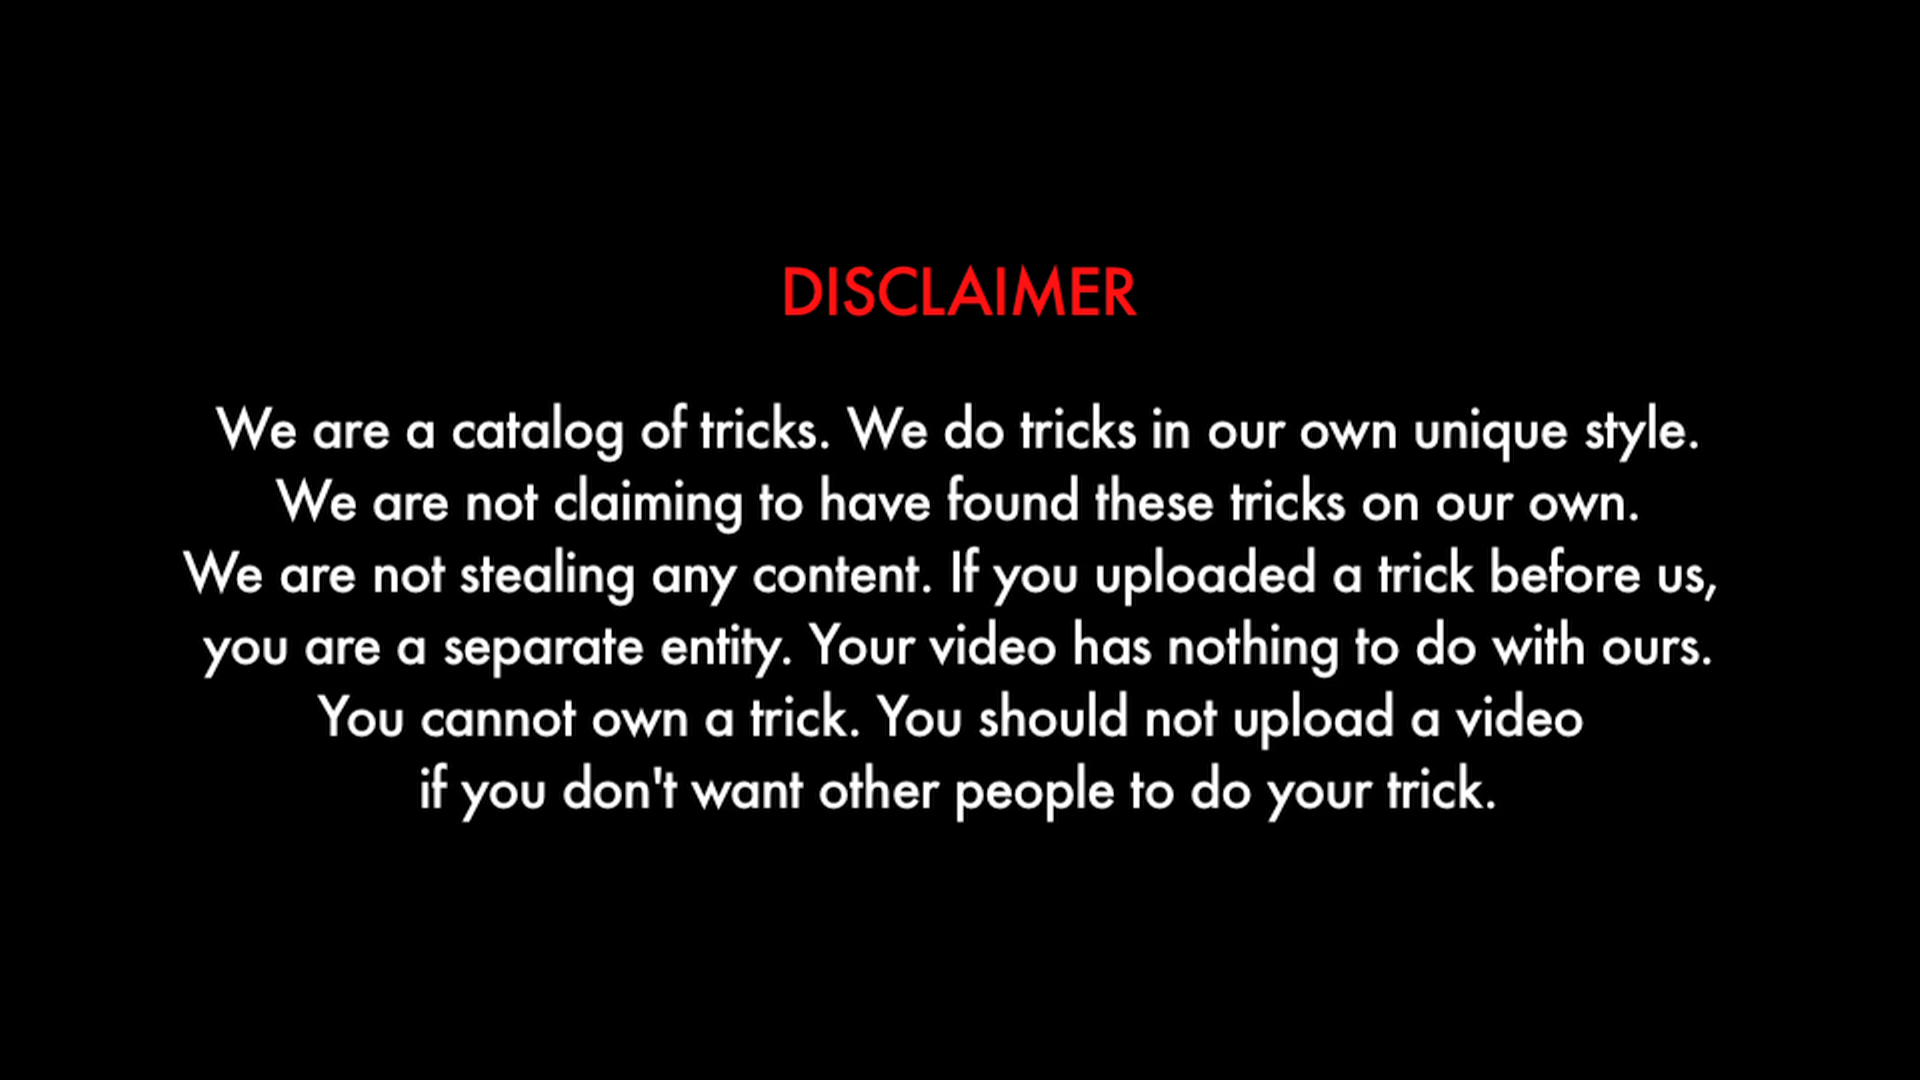 DISCLAIMER
We are a catalog of tricks. We do tricks in our own unique style.
We are not claiming to have found these tricks on our own.
We are not stealing any content. If you uploaded a trick before us,
you are a separate entity. Your video has nothing to do with ours.
You cannot own a trick. You should not upload a video
if you don't want other people to do your trick.